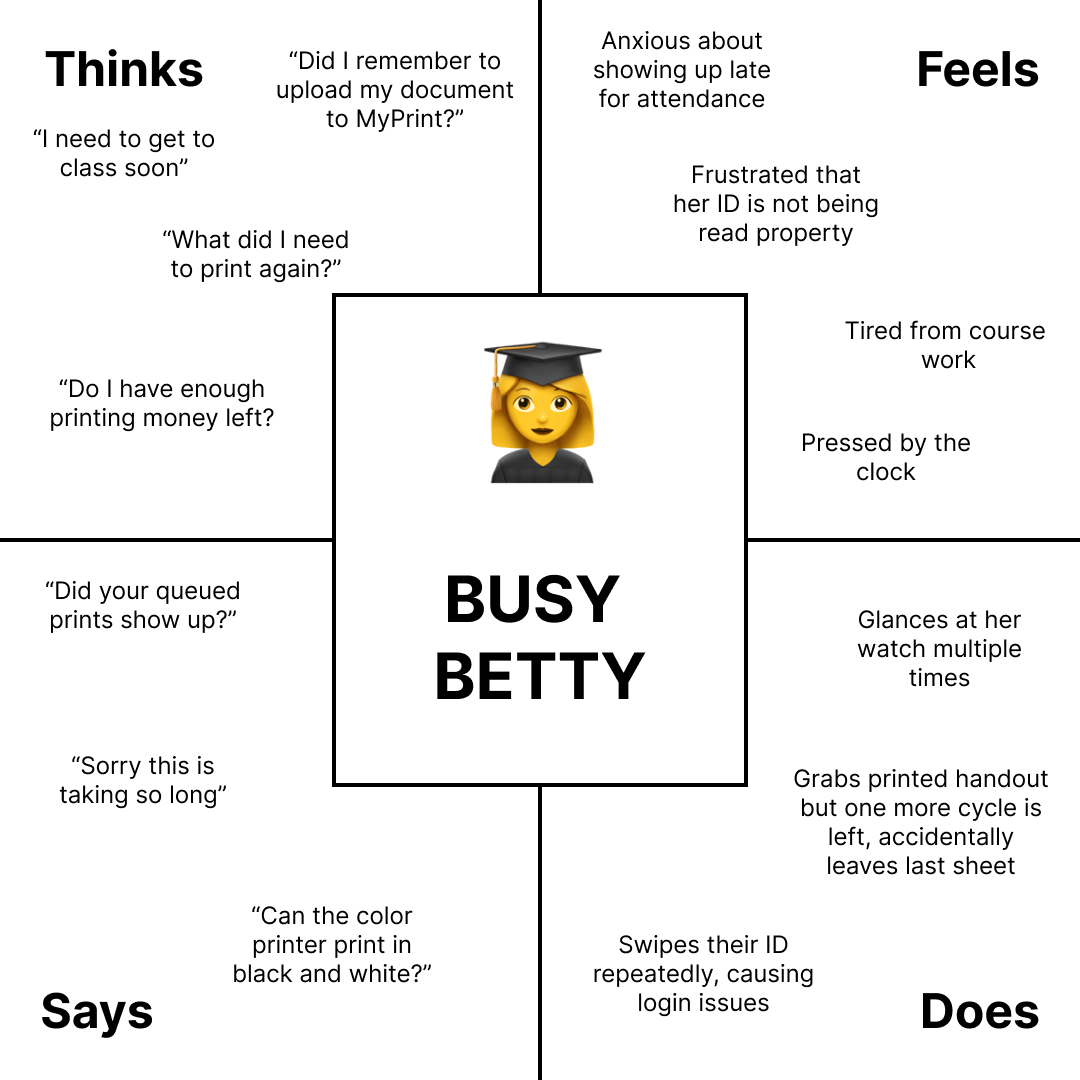 Thinks
“Did I remember to
upload my document
to MyPrint?”
“I need to get to
class soon”
“What did I need
to print again?”
“Do I have enough
printing money left?
Feels
Anxious about
showing up late
for attendance
Frustrated that
her ID is not being
read property
Tired from course
work
Pressed by the
clock
BUSY
BETTY
“Did your queued
prints show up?”
“Sorry this is
taking so long”
“Can the color
printer print in
black and white?”
Says
Glances at her
watch multiple
times
Grabs printed handout
but one more cycle is
left, accidentally
leaves last sheet
Swipes their ID
repeatedly, causing
login issues
Does